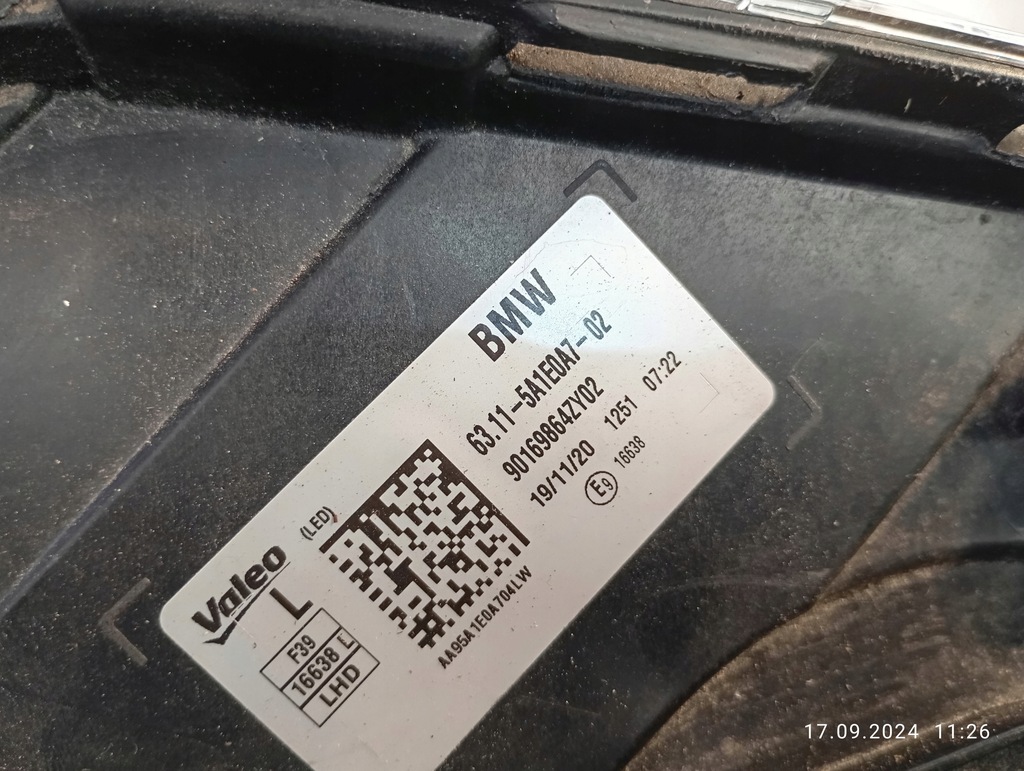 BMW
63.11-5A1E0A7-02
90169864ZY02
19/11/20 1251 07:22
E9 16638
(LED)
Valeo
L
F39
16638 E
LHD
AA95A1E0A704LW
17.09.2024 11:26